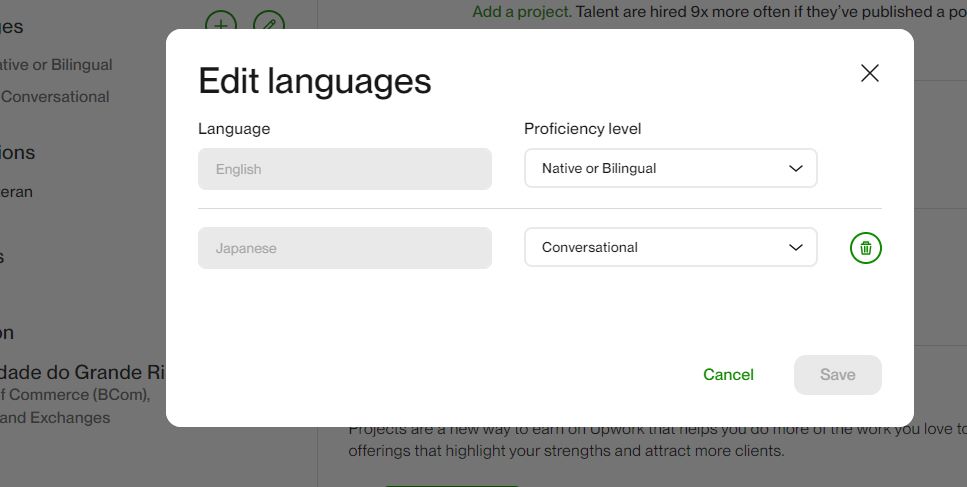 Add a project. Talent are hired 9x more often if they've published a po
ges
ative or Bilingual
Conversational
ions
eran
s
on
dade do Grande Ri
f Commerce (BCom),
and Exchanges
Edit languages
Language
Proficiency level
English
Native or Bilingual
Japanese
Conversational
Cancel
Save
Projects are a new way to earn on Upwork that helps you do more of the work you love to
offerings that highlight your strengths and attract more clients.